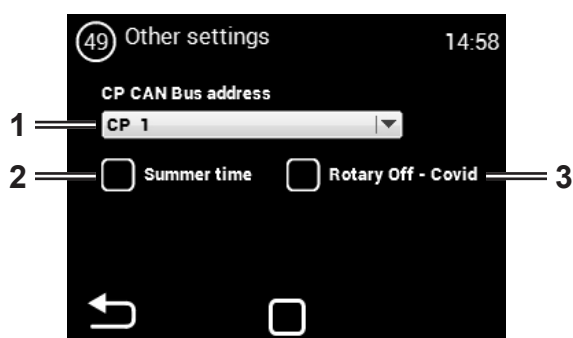 49 Other settings 14:58
CP CAN Bus address
1 CP 1
2 Summer time Rotary Off - Covid 3